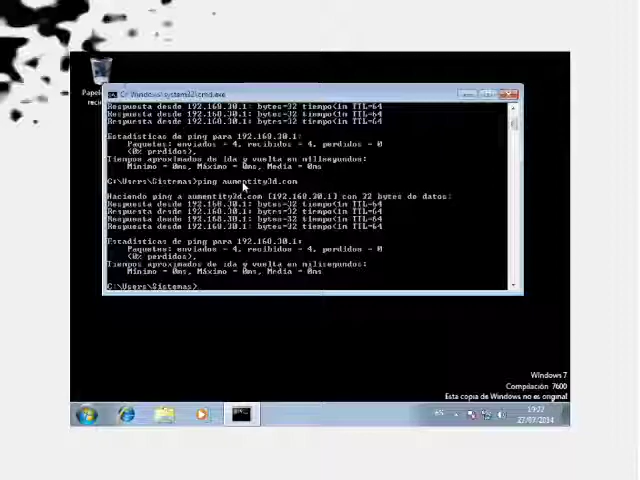 Papel
reci
C:\Windows\system32\cmd.exe
Respuesta desde 192.168.30.1: bytes=32 tiempo<1m TTL=64
Respuesta desde 192.168.30.1: bytes=32 tiempo<1m TTL=64
Respuesta desde 192.168.30.1: bytes=32 tiempo<1m TTL=64
Estadísticas de ping para 192.168.30.1:
Paquetes: enviados = 4, recibidos = 4, perdidos = 0
(0% perdidos),
Tiempos aproximados de ida y vuelta en milisegundos:
Mínimo = 0ms, Máximo = 0ms, Media = 0ms
C:\Users\Sistemas>ping aumentity3d.com
Haciendo ping a aumentity3d.com [192.168.30.1] con 32 bytes de datos:
Respuesta desde 192.168.30.1: bytes=32 tiempo<1m TTL=64
Respuesta desde 192.168.30.1: bytes=32 tiempo<1m TTL=64
Respuesta desde 192.168.30.1: bytes=32 tiempo<1m TTL=64
Respuesta desde 192.168.30.1: bytes=32 tiempo<1m TTL=64
Estadísticas de ping para 192.168.30.1:
Paquetes: enviados = 4, recibidos = 4, perdidos = 0
(0% perdidos),
Tiempos aproximados de ida y vuelta en milisegundos:
Mínimo = 0ms, Máximo = 0ms, Media = 0ms
C:\Users\Sistemas>
Windows 7
Compilación 7600
Esta copia de Windows no es original
19:22
27/07/2014